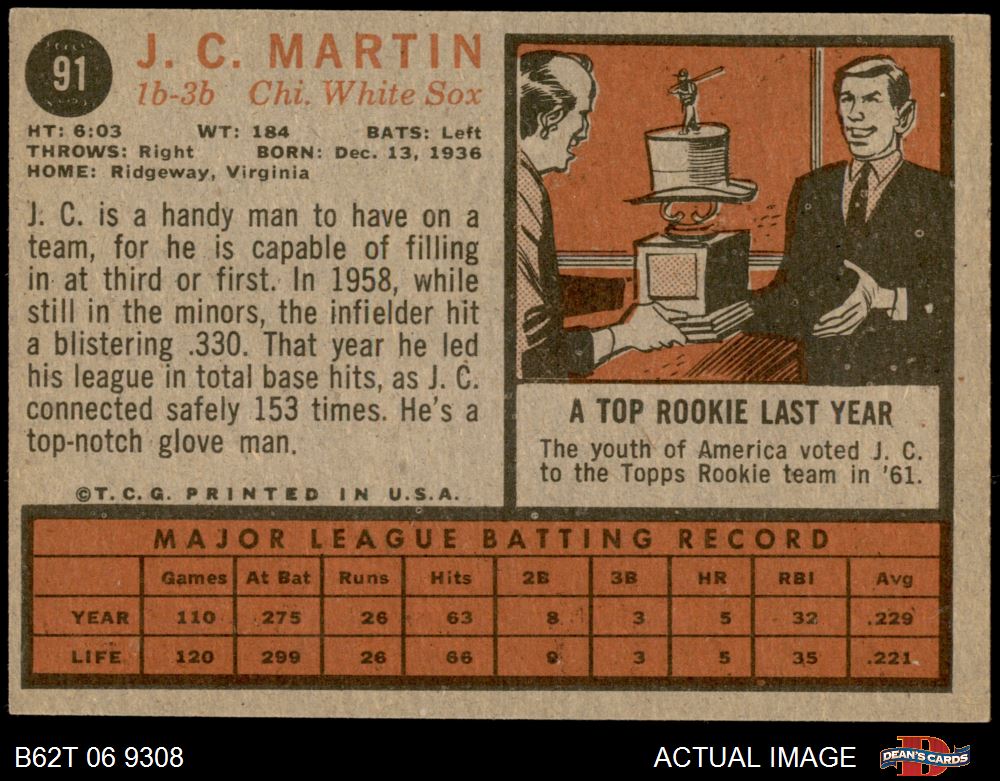 91
J. C. MARTIN
1b-3b Chi. White Sox
HT: 6:03 WT: 184 BATS: Left
THROWS: Right BORN: Dec. 13, 1936
HOME: Ridgeway, Virginia
J. C. is a handy man to have on a
team, for he is capable of filling
in at third or first. In 1958, while
still in the minors, the infielder hit
a blistering .330. That year he led
his league in total base hits, as J. C.
connected safely 153 times. He's a
top-notch glove man.
©T.C.G. PRINTED IN U.S.A.
A TOP ROOKIE LAST YEAR
The youth of America voted J. C.
to the Topps Rookie team in '61.
MAJOR LEAGUE BATTING RECORD
Games At Bat Runs Hits 2B 3B HR RBI Avg
YEAR 110 275 26 63 8 3 5 32 .229
LIFE 120 299 26 66 9 3 5 35 .221
B62T 06 9308 ACTUAL IMAGE DEAN'S CARDS